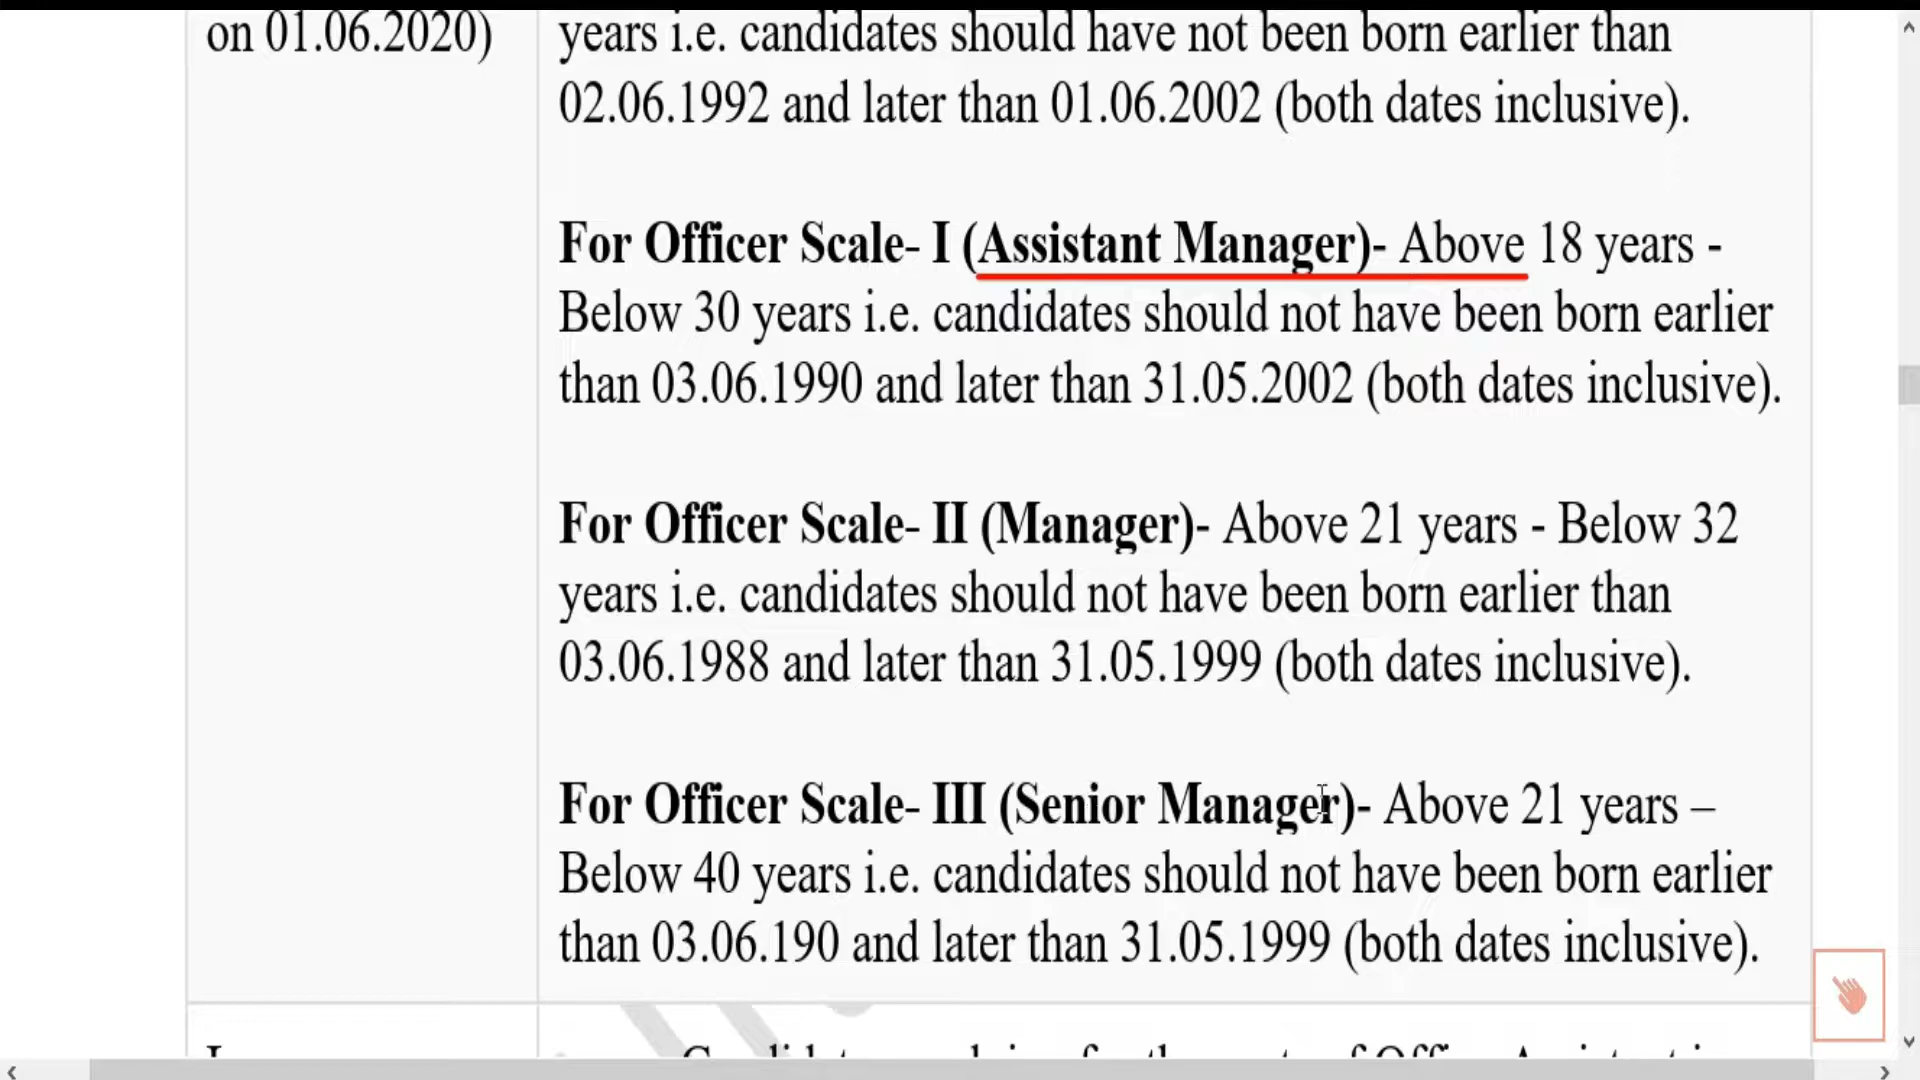 on 01.06.2020)
years i.e. candidates should have not been born earlier than
02.06.1992 and later than 01.06.2002 (both dates inclusive).
For Officer Scale- I (Assistant Manager)- Above 18 years -
Below 30 years i.e. candidates should not have been born earlier
than 03.06.1990 and later than 31.05.2002 (both dates inclusive).
For Officer Scale- II (Manager)- Above 21 years - Below 32
years i.e. candidates should not have been born earlier than
03.06.1988 and later than 31.05.1999 (both dates inclusive).
For Officer Scale- III (Senior Manager)- Above 21 years –
Below 40 years i.e. candidates should not have been born earlier
than 03.06.190 and later than 31.05.1999 (both dates inclusive).